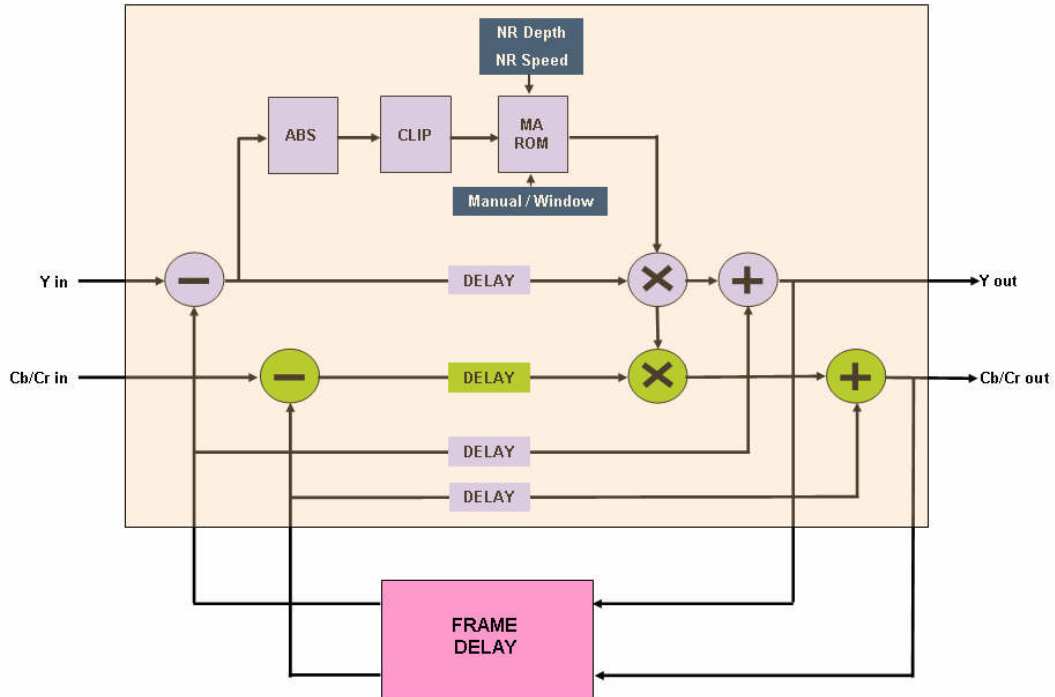 NR Depth
NR Speed
ABS
CLIP
MA
ROM
Manual / Window
Y in
DELAY
Y out
Cb/Cr in
DELAY
Cb/Cr out
DELAY
DELAY
FRAME
DELAY